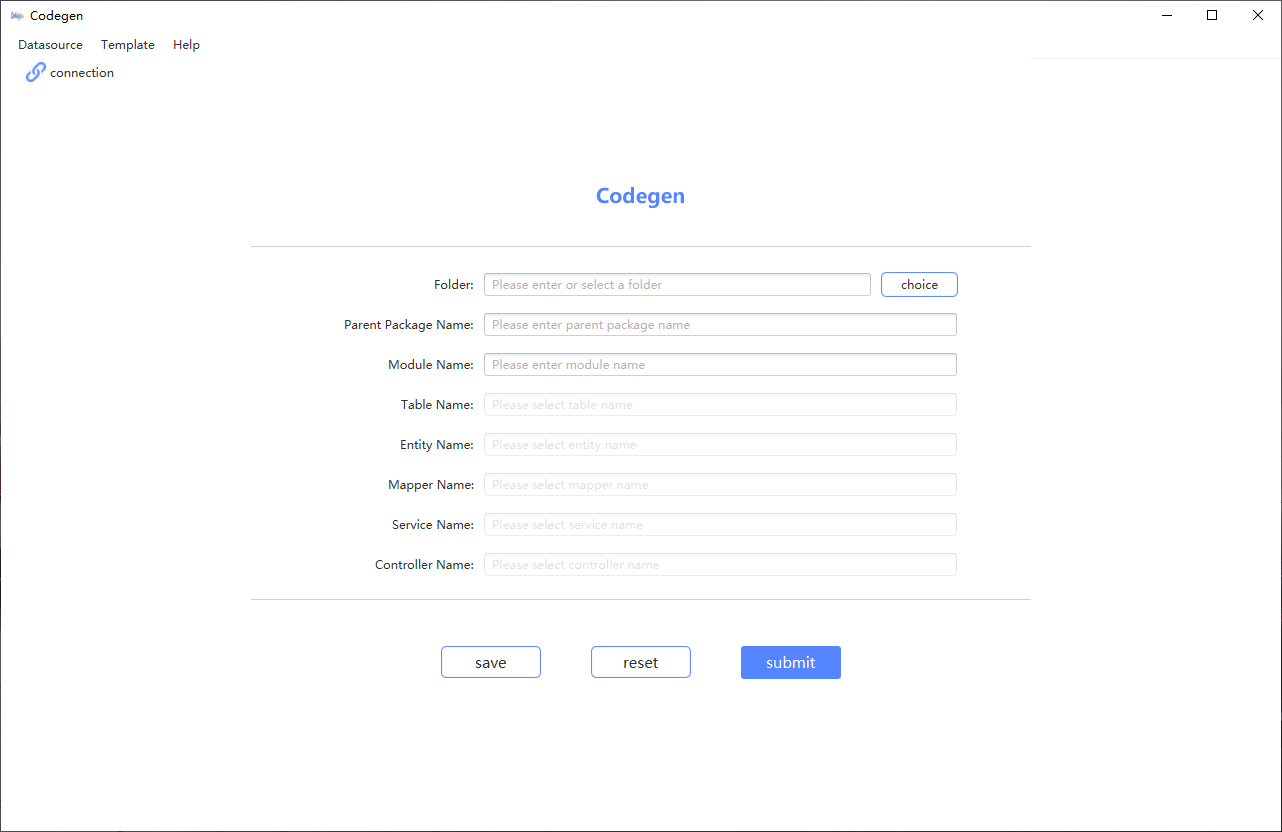 Codegen
Datasource Template Help
connection
Codegen
Folder: Please enter or select a folder choice
Parent Package Name: Please enter parent package name
Module Name: Please enter module name
Table Name: Please select table name
Entity Name: Please select entity name
Mapper Name: Please select mapper name
Service Name: Please select service name
Controller Name: Please select controller name
save reset submit